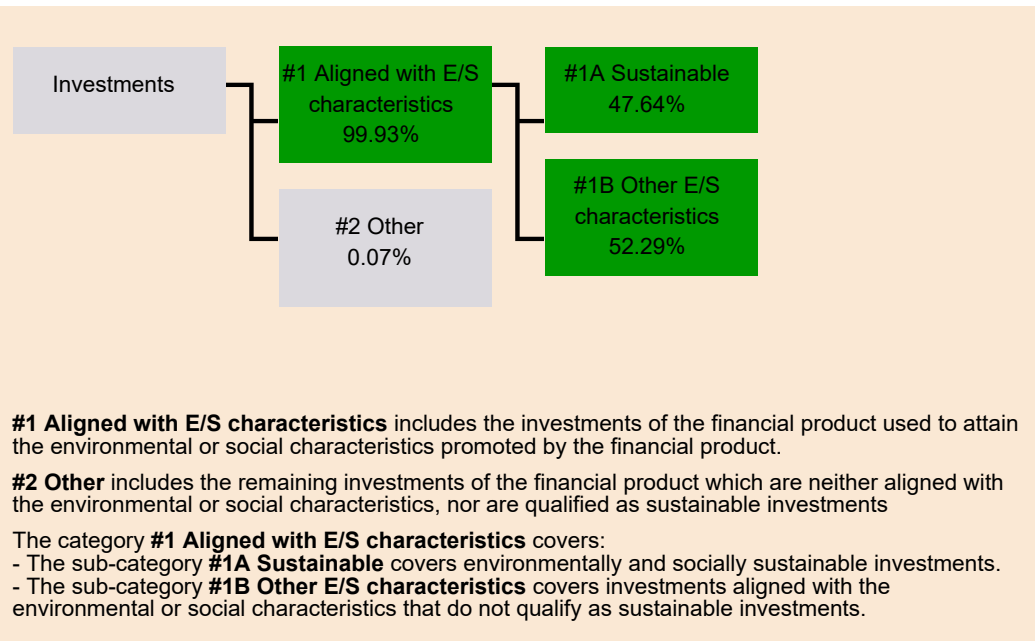 Investments
#1 Aligned with E/S
characteristics
99.93%
#2 Other
0.07%
#1A Sustainable
47.64%
#1B Other E/S
characteristics
52.29%
#1 Aligned with E/S characteristics includes the investments of the financial product used to attain
the environmental or social characteristics promoted by the financial product.
#2 Other includes the remaining investments of the financial product which are neither aligned with
the environmental or social characteristics, nor are qualified as sustainable investments
The category #1 Aligned with E/S characteristics covers:
- The sub-category #1A Sustainable covers environmentally and socially sustainable investments.
- The sub-category #1B Other E/S characteristics covers investments aligned with the
environmental or social characteristics that do not qualify as sustainable investments.